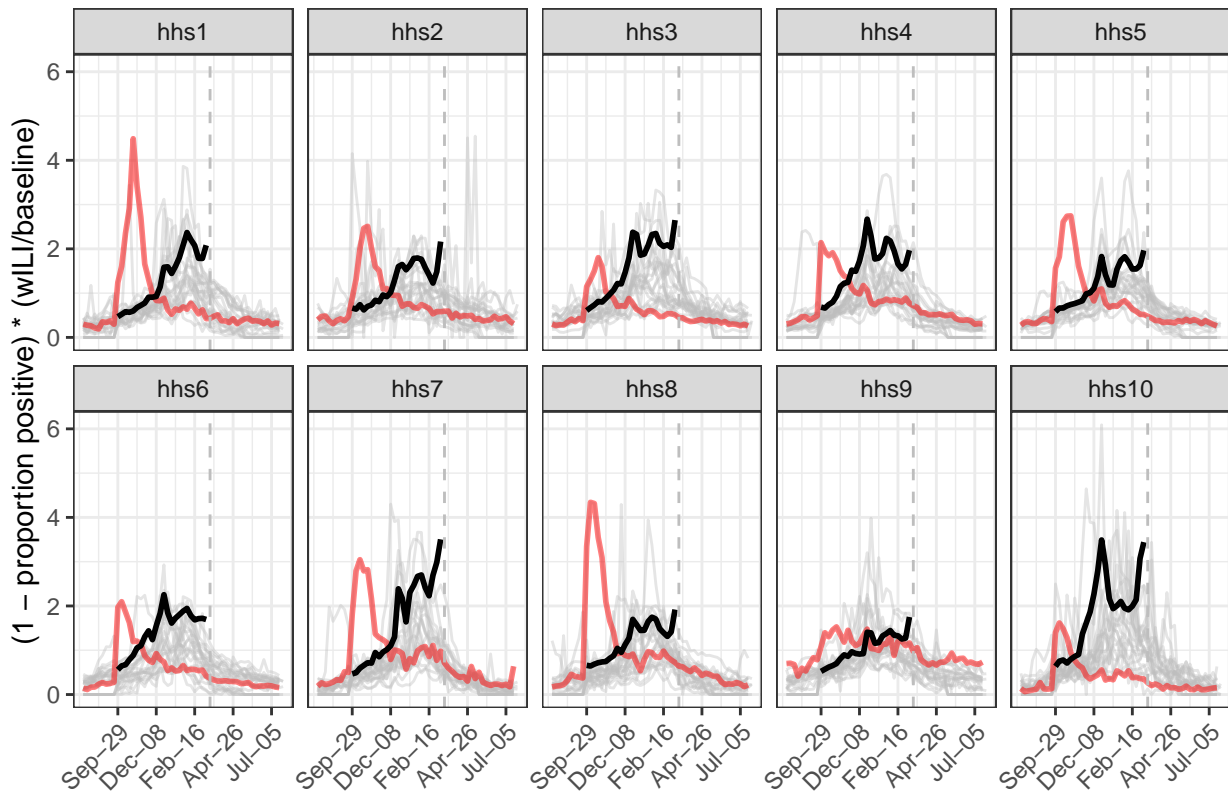 hhs1 hhs2 hhs3 hhs4 hhs5
6
4
2
0
hhs6 hhs7 hhs8 hhs9 hhs10
6
4
2
0
(1 − proportion positive) * (wILI/baseline)
Sep−29 Dec−08 Feb−16 Apr−26 Jul−05 Sep−29 Dec−08 Feb−16 Apr−26 Jul−05 Sep−29 Dec−08 Feb−16 Apr−26 Jul−05 Sep−29 Dec−08 Feb−16 Apr−26 Jul−05 Sep−29 Dec−08 Feb−16 Apr−26 Jul−05